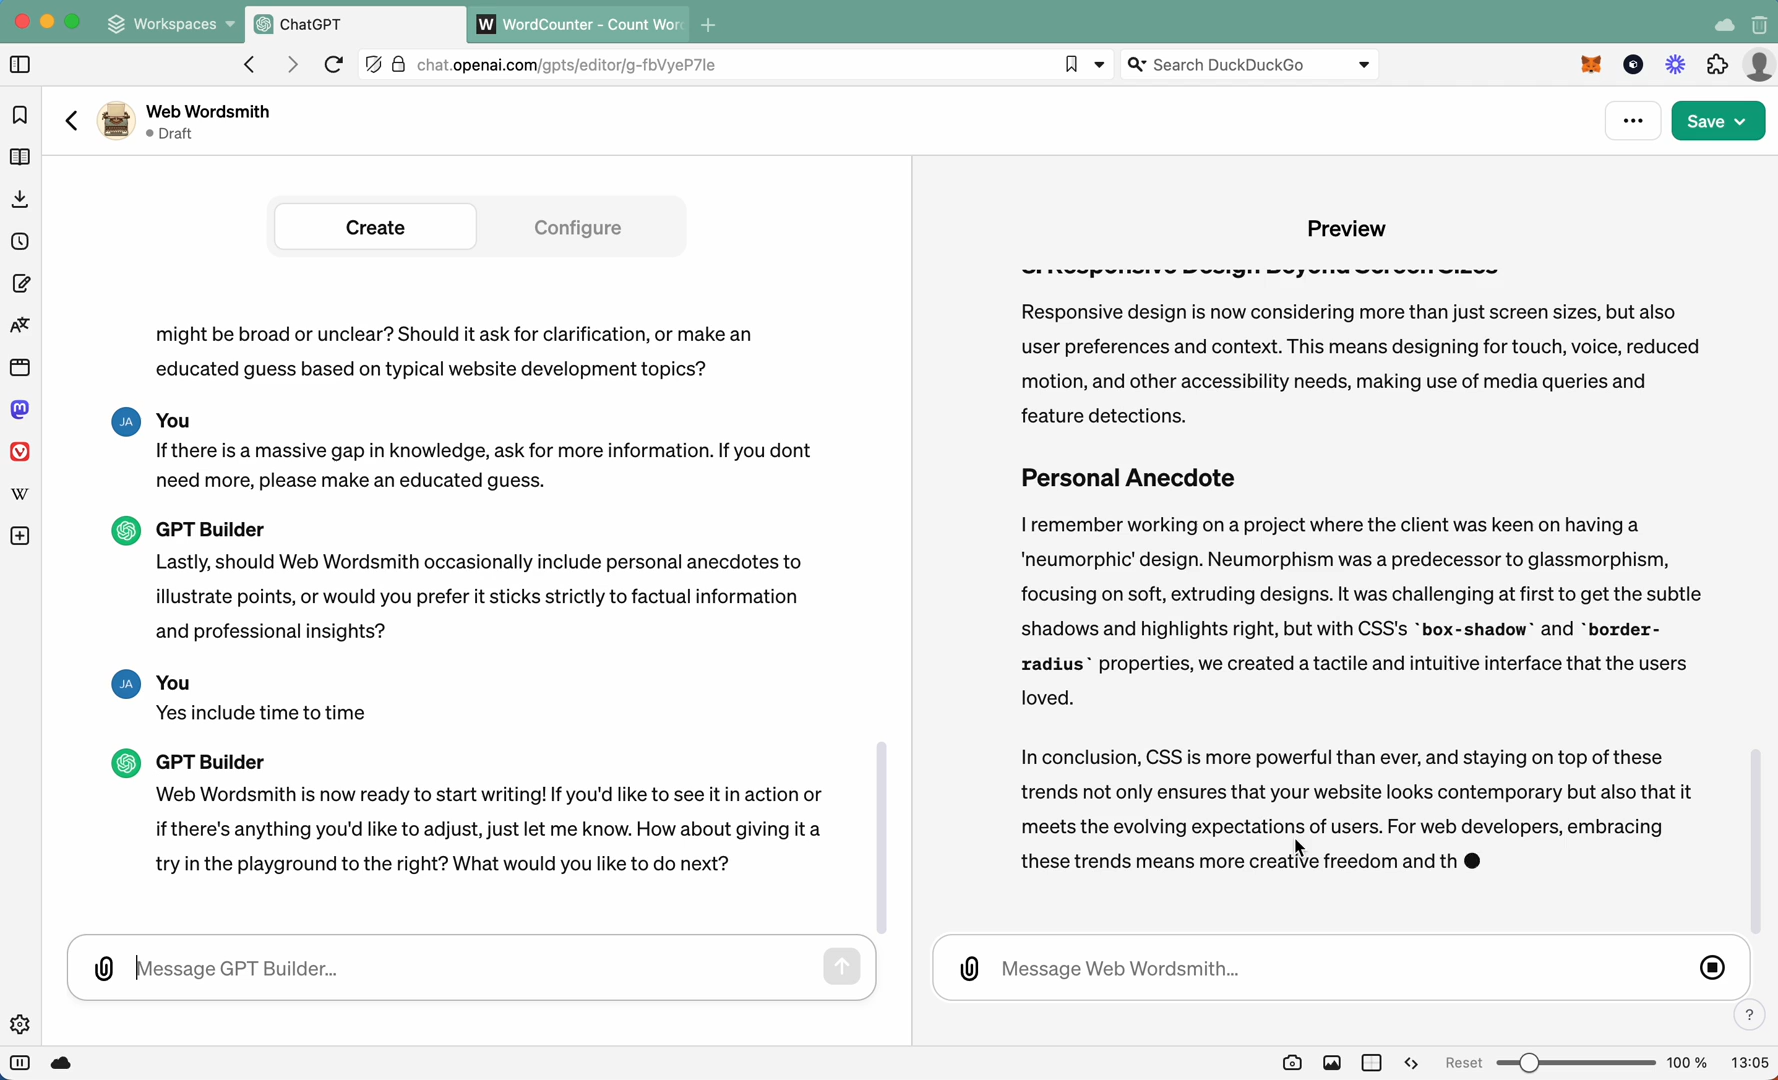 Workspaces
ChatGPT
WordCounter - Count Wor
chat.openai.com/gpts/editor/g-fbVyeP7Ie
Search DuckDuckGo
Web Wordsmith
Draft
Save
Create
Configure
might be broad or unclear? Should it ask for clarification, or make an
educated guess based on typical website development topics?
JA
You
If there is a massive gap in knowledge, ask for more information. If you dont
need more, please make an educated guess.
GPT Builder
Lastly, should Web Wordsmith occasionally include personal anecdotes to
illustrate points, or would you prefer it sticks strictly to factual information
and professional insights?
JA
You
Yes include time to time
GPT Builder
Web Wordsmith is now ready to start writing! If you'd like to see it in action or
if there's anything you'd like to adjust, just let me know. How about giving it a
try in the playground to the right? What would you like to do next?
Message GPT Builder...
Preview
Responsive Design Beyond Screen Sizes
Responsive design is now considering more than just screen sizes, but also
user preferences and context. This means designing for touch, voice, reduced
motion, and other accessibility needs, making use of media queries and
feature detections.
Personal Anecdote
I remember working on a project where the client was keen on having a
'neumorphic' design. Neumorphism was a predecessor to glassmorphism,
focusing on soft, extruding designs. It was challenging at first to get the subtle
shadows and highlights right, but with CSS's `box-shadow` and `border-
radius` properties, we created a tactile and intuitive interface that the users
loved.
In conclusion, CSS is more powerful than ever, and staying on top of these
trends not only ensures that your website looks contemporary but also that it
meets the evolving expectations of users. For web developers, embracing
these trends means more creative freedom and th
Message Web Wordsmith...
?
Reset
100 %
13:05